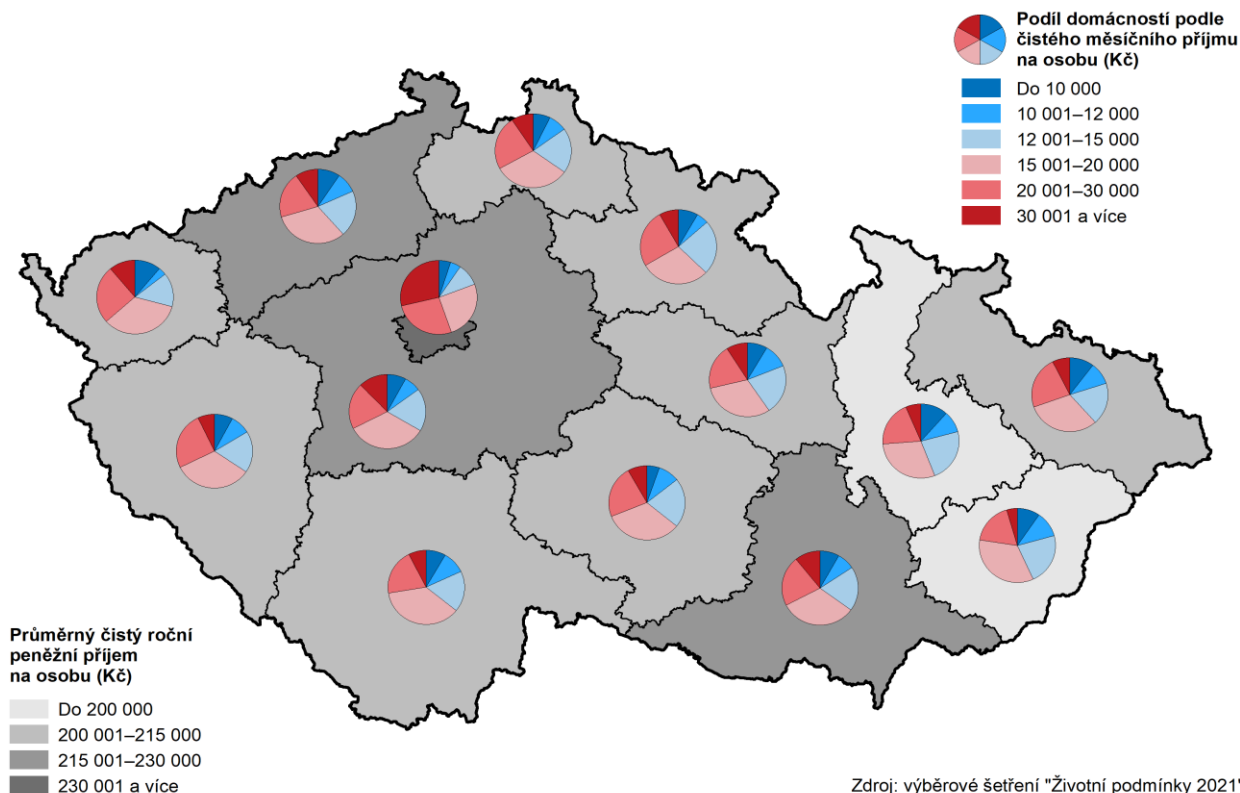 Podíl domácností podle
čistého měsíčního příjmu
na osobu (Kč)
Do 10 000
10 001–12 000
12 001–15 000
15 001–20 000
20 001–30 000
30 001 a více
Průměrný čistý roční
peněžní příjem
na osobu (Kč)
Do 200 000
200 001–215 000
215 001–230 000
230 001 a více
Zdroj: výběrové šetření "Životní podmínky 2021"